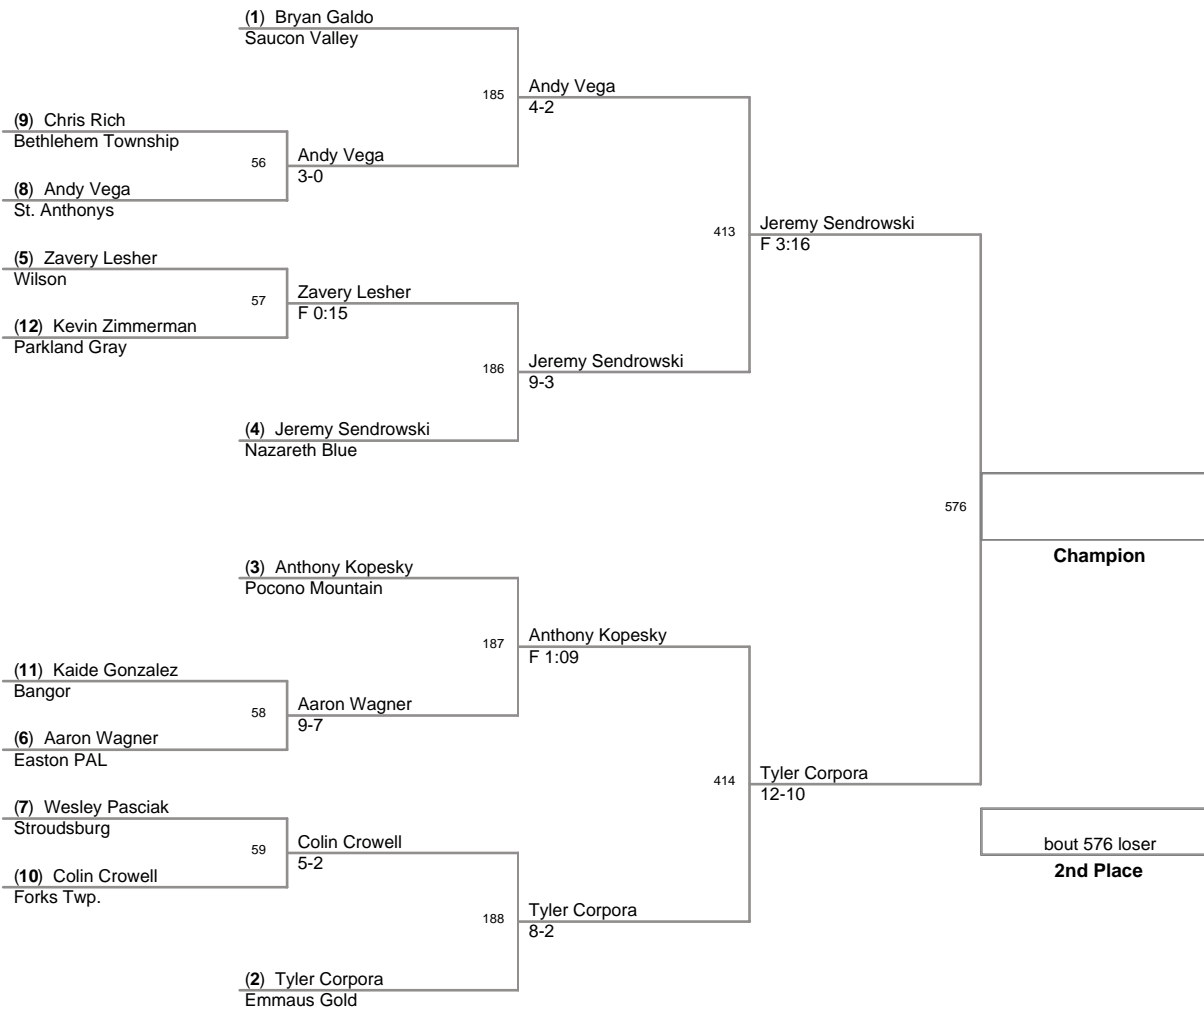 (1) Bryan Galdo
Saucon Valley
185
Andy Vega
4-2
(9) Chris Rich
Bethlehem Township
56
Andy Vega
3-0
(8) Andy Vega
St. Anthonys
413
Jeremy Sendrowski
F 3:16
(5) Zavery Lesher
Wilson
57
Zavery Lesher
F 0:15
(12) Kevin Zimmerman
Parkland Gray
186
Jeremy Sendrowski
9-3
(4) Jeremy Sendrowski
Nazareth Blue
576
Champion
(3) Anthony Kopesky
Pocono Mountain
187
Anthony Kopesky
F 1:09
(11) Kaide Gonzalez
Bangor
58
Aaron Wagner
9-7
(6) Aaron Wagner
Easton PAL
414
Tyler Corpora
12-10
(7) Wesley Pasciak
Stroudsburg
59
Colin Crowell
5-2
bout 576 loser
2nd Place
(10) Colin Crowell
Forks Twp.
188
Tyler Corpora
8-2
(2) Tyler Corpora
Emmaus Gold